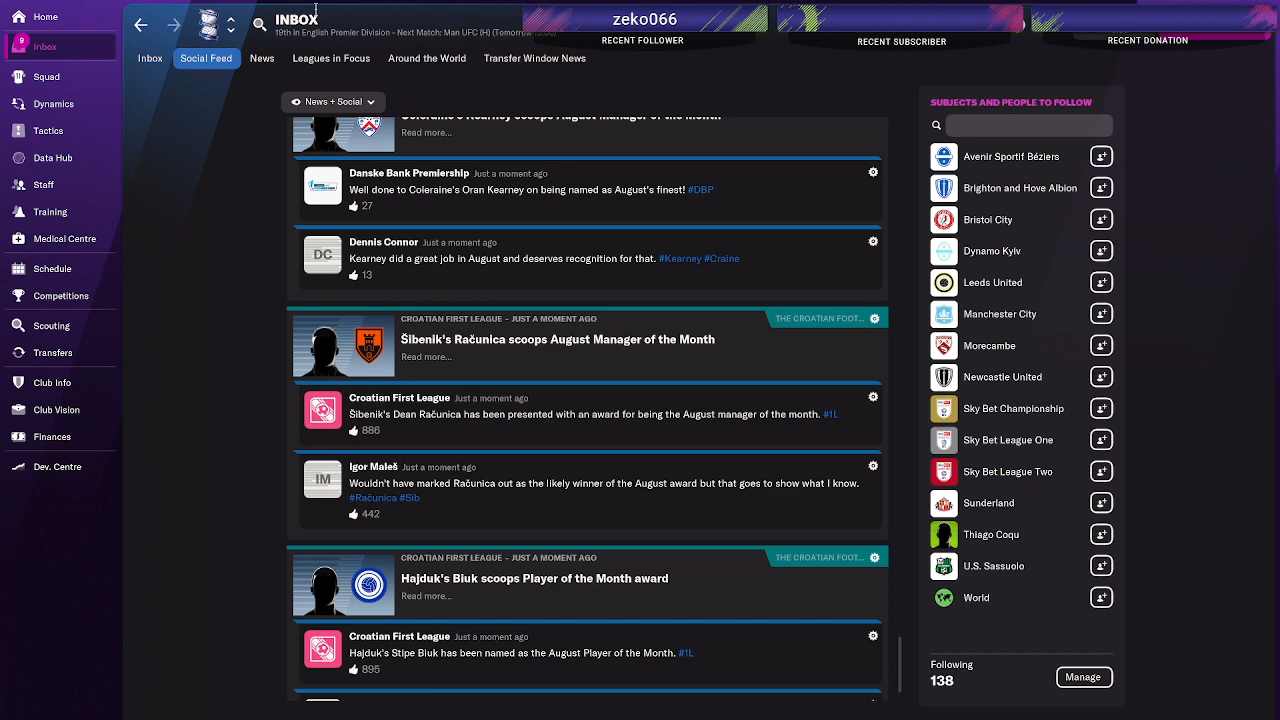 Home
9
Inbox
Squad
Dynamics
Tactics
Data Hub
Staff
Training
Medical Centre
Schedule
Competitions
Scouting
Transfers
Club Info
Club Vision
Finances
Dev. Centre
INBOX
19th in English Premier Division - Next Match: Man UFC (H) (Tomorrow
zeko066
RECENT FOLLOWER
RECENT SUBSCRIBER
RECENT DONATION
Inbox
Social Feed
News
Leagues in Focus
Around the World
Transfer Window News
News + Social
Coleraine's Kearney scoops August Manager of the Month
Read more...
Danske Bank Premiership Just a moment ago
Well done to Coleraine's Oran Kearney on being named as August's finest! #DBP
27
DC
Dennis Connor Just a moment ago
Kearney did a great job in August and deserves recognition for that. #Kearney #Craine
13
CROATIAN FIRST LEAGUE - JUST A MOMENT AGO
THE CROATIAN FOOT...
Šibenik's Računica scoops August Manager of the Month
Read more...
Croatian First League Just a moment ago
Šibenik's Dean Računica has been presented with an award for being the August manager of the month. #1L
886
IM
Igor Maleš Just a moment ago
Wouldn't have marked Računica out as the likely winner of the August award but that goes to show what I know.
#Računica #Sib
442
CROATIAN FIRST LEAGUE - JUST A MOMENT AGO
THE CROATIAN FOOT...
Hajduk's Biuk scoops Player of the Month award
Read more...
Croatian First League Just a moment ago
Hajduk's Stipe Biuk has been named as the August Player of the Month. #1L
895
SUBJECTS AND PEOPLE TO FOLLOW
Avenir Sportif Béziers
Brighton and Hove Albion
Bristol City
Dynamo Kyiv
Leeds United
Manchester City
Morecambe
Newcastle United
Sky Bet Championship
Sky Bet League One
Sky Bet League Two
Sunderland
Thiago Coqu
U.S. Sassuolo
World
Following
138
Manage